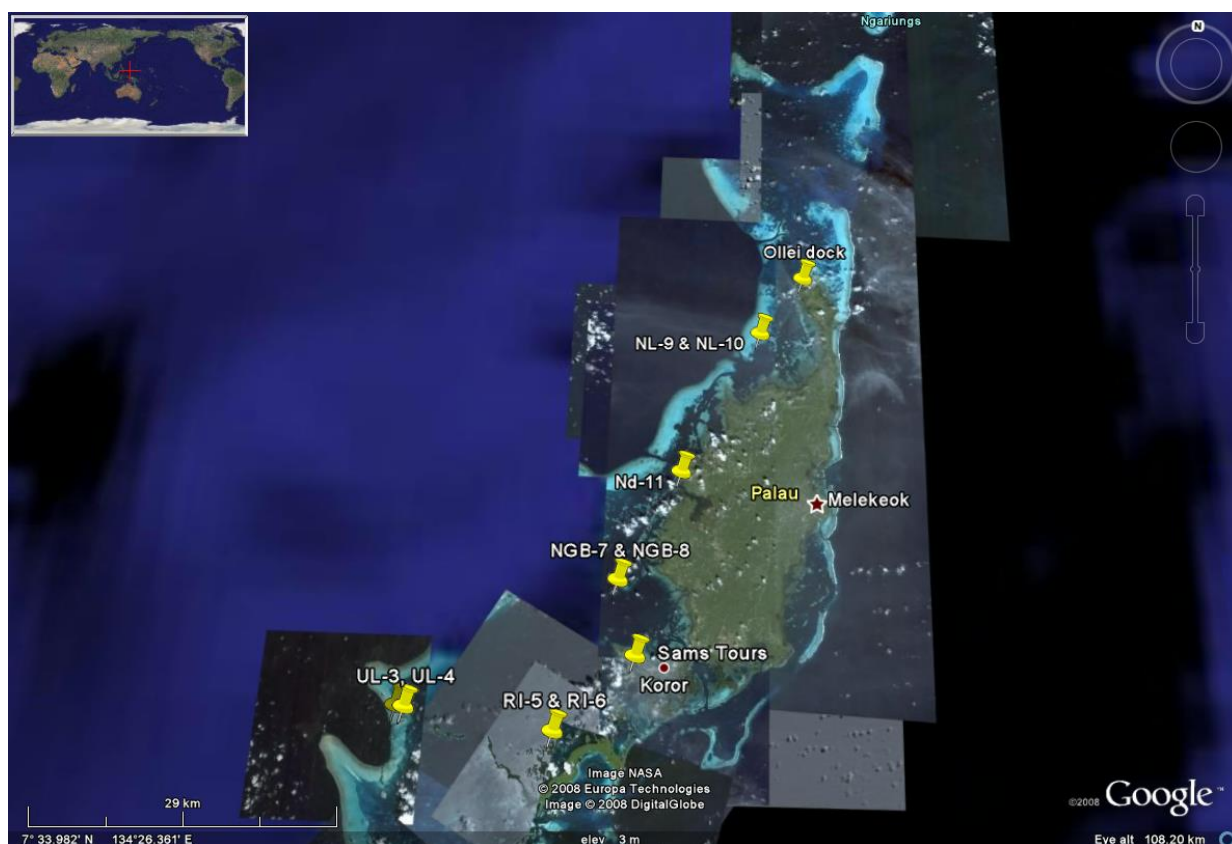 Ngariungs
N
Ollei dock
NL-9 & NL-10
Nd-11
Palau
Melekeok
NGB-7 & NGB-8
Sams Tours
Koror
UL-3, UL-4
RI-5 & RI-6
Image NASA
© 2008 Europa Technologies
Image © 2008 DigitalGlobe
29 km
©2008 Google™
7° 33.982' N 134° 26.361' E elev 3 m Eye alt 108.20 km